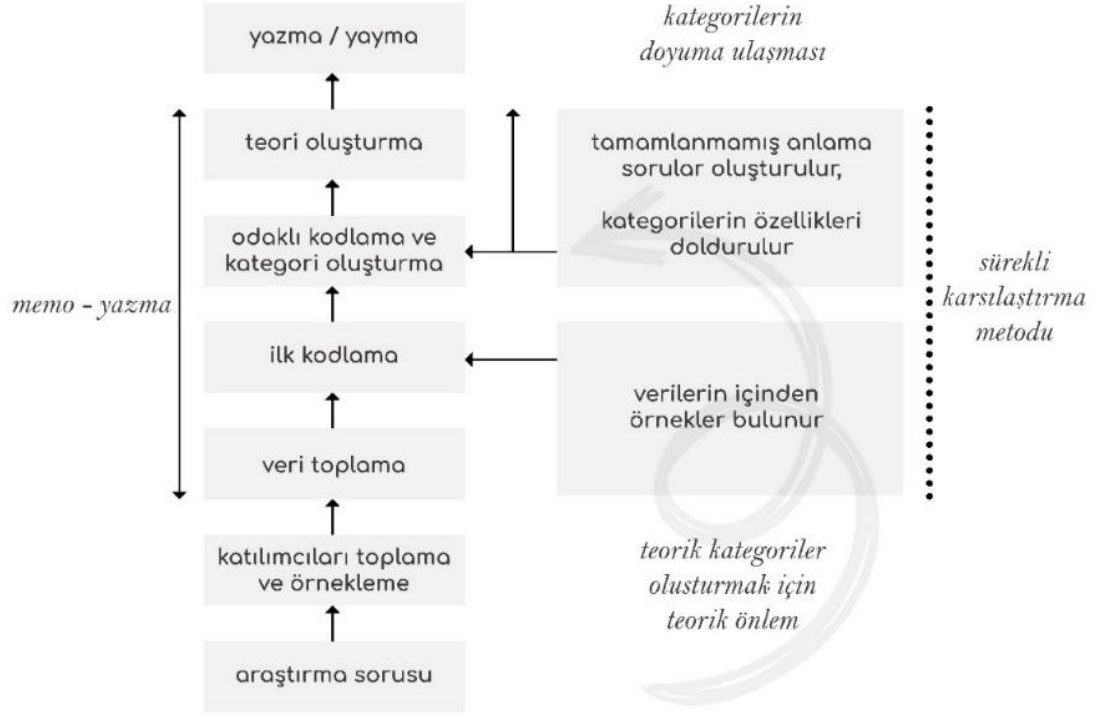 yazma / yayma
kategorilerin
doyuma ulaşması
teori oluşturma
tamamlanmamış anlama
sorular oluşturulur,
kategorilerin özellikleri
doldurulur
odaklı kodlama ve
kategori oluşturma
memo - yazma
sürekli
karsılaştırma
metodu
ilk kodlama
verilerin içinden
örnekler bulunur
veri toplama
katılımcıları toplama
ve örnekleme
teorik kategoriler
olusturmak için
teorik önlem
araştırma sorusu